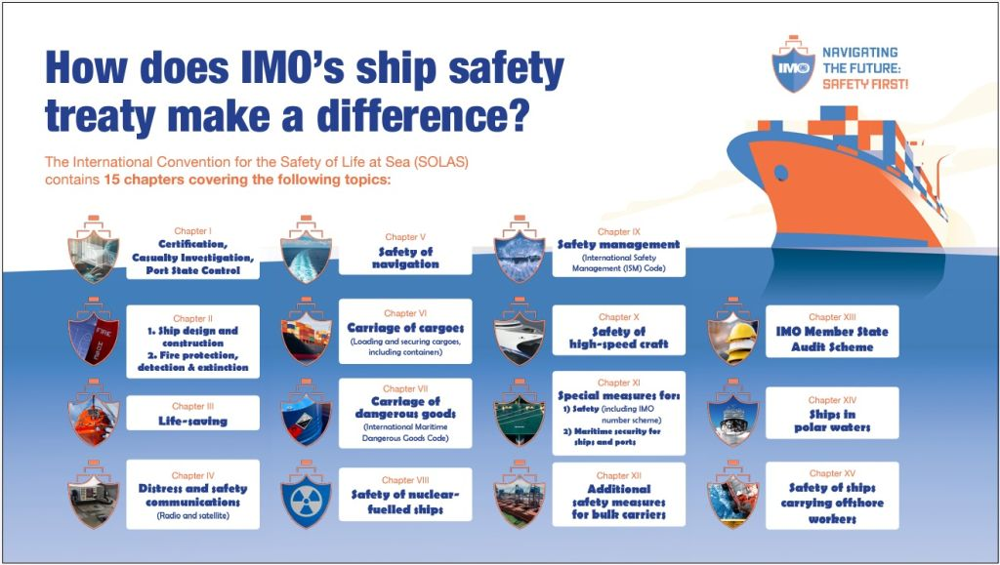 How does IMO's ship safety
treaty make a difference?
IMO
NAVIGATING
THE FUTURE:
SAFETY FIRST!
The International Convention for the Safety of Life at Sea (SOLAS)
contains 15 chapters covering the following topics:
Chapter I
Certification,
Casualty Investigation,
Port State Control
Chapter II
1. Ship design and
construction
2. Fire protection,
detection & extinction
FIRE
HOSE
Chapter III
Life-saving
Chapter IV
Distress and safety
communications
(Radio and satellite)
Chapter V
Safety of
navigation
Chapter VI
Carriage of cargoes
(Loading and securing cargoes,
including containers)
Chapter VII
Carriage of
dangerous goods
(International Maritime
Dangerous Goods Code)
Chapter VIII
Safety of nuclear-
fuelled ships
Chapter IX
Safety management
(International Safety
Management (ISM) Code)
Chapter X
Safety of
high-speed craft
Chapter XI
Special measures for:
1) Safety (including IMO
number scheme)
2) Maritime security for
ships and ports
Chapter XII
Additional
safety measures
for bulk carriers
Chapter XIII
IMO Member State
Audit Scheme
Chapter XIV
Ships in
polar waters
Chapter XV
Safety of ships
carrying offshore
workers